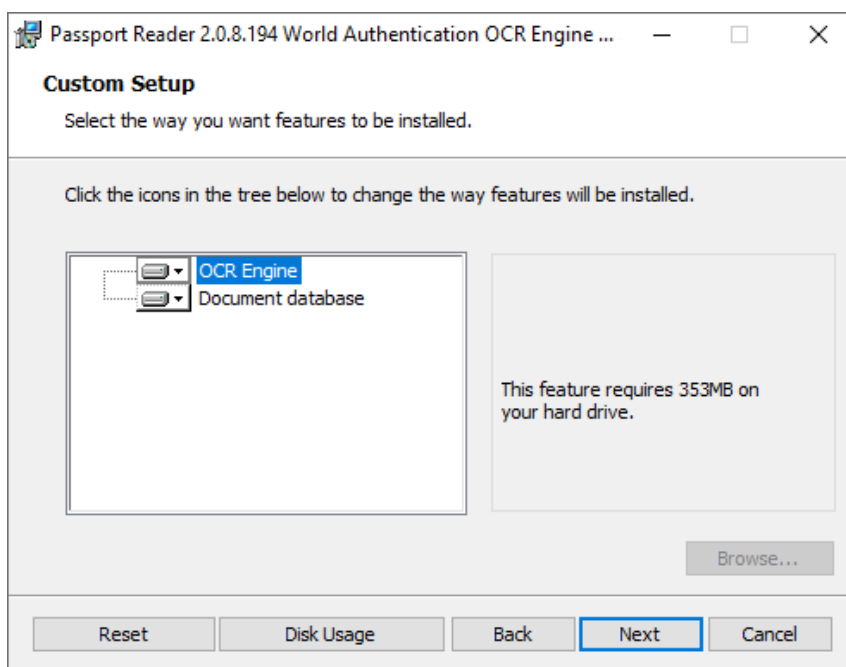 Passport Reader 2.0.8.194 World Authentication OCR Engine ...
Custom Setup
Select the way you want features to be installed.
Click the icons in the tree below to change the way features will be installed.
OCR Engine
Document database
This feature requires 353MB on
your hard drive.
Browse...
Reset
Disk Usage
Back
Next
Cancel